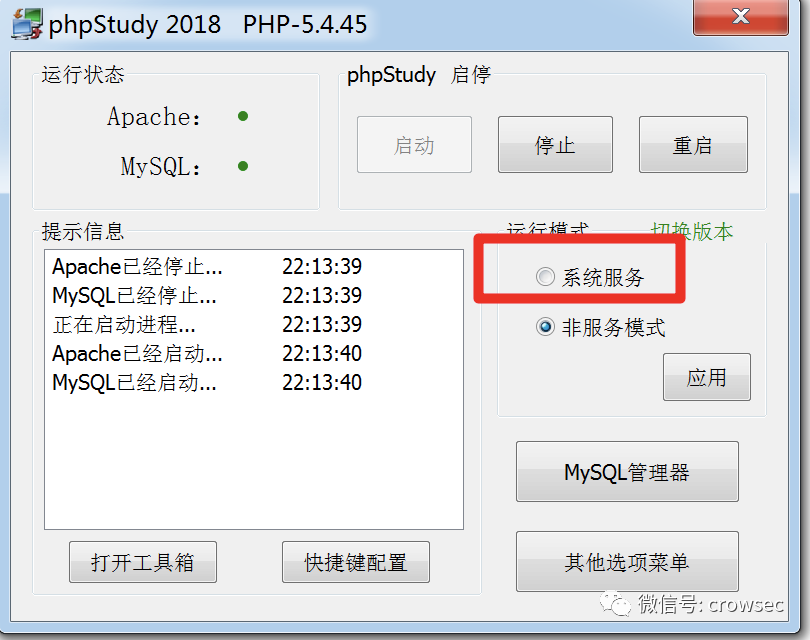 phpStudy 2018 PHP-5.4.45
运行状态
Apache:
MySQL:
phpStudy 启停
启动 停止 重启
提示信息
Apache已经停止... 22:13:39
MySQL已经停止... 22:13:39
正在启动进程... 22:13:39
Apache已经启动... 22:13:40
MySQL已经启动... 22:13:40
运行模式 切换版本
系统服务
非服务模式
应用
MySQL管理器
打开工具箱 快捷键配置
其他选项菜单
微信号: crowsec